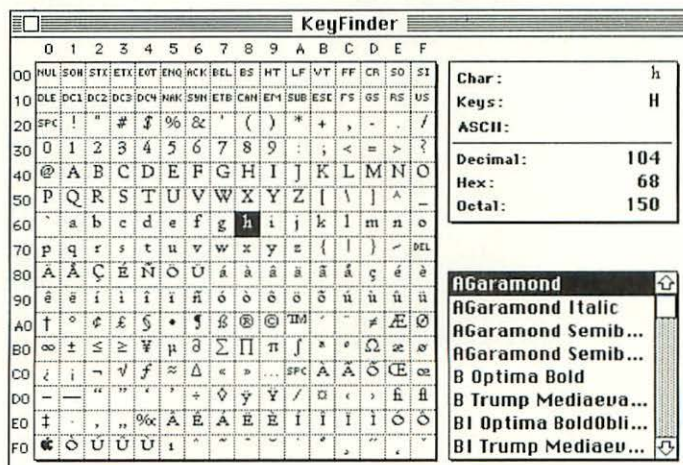 KeyFinder
0 1 2 3 4 5 6 7 8 9 A B C D E F
00 NUL SOH STX ETX EOT ENQ ACK BEL BS HT LF VT FF CR SO SI
10 DLE DC1 DC2 DC3 DC4 NAK SYN ETB CAN EM SUB ESC FS GS RS US
20 SPC ! " # $ % & ' ( ) * + , - . /
30 0 1 2 3 4 5 6 7 8 9 : ; < = > ?
40 @ A B C D E F G H I J K L M N O
50 P Q R S T U V W X Y Z [ \ ] ^ _
60 ` a b c d e f g h i j k l m n o
70 p q r s t u v w x y z { | } ~ DEL
80 Ä Å Ç É Ñ Ö Ü á à â ä ã å ç é è
90 ê ë í ì î ï ñ ó ò ô ö õ ú ù û ü
A0 † ° ¢ £ § • ¶ ß ® © ™ ´ ¨ ≠ Æ Ø
B0 ∞ ± ≤ ≥ ¥ µ ∂ ∑ ∏ π ∫ ª º Ω æ ø
C0 ¿ ¡ ¬ √ ƒ ≈ ∆ « » … SPC À Ã Õ Œ œ
D0 – — “ ” ‘ ’ ÷ ◊ ÿ Ÿ / ¤ ‹ › fi fl
E0 ‡ · ‚ „ ‰ Â Ê Á Ë È Í Î Ï Ì Ó Ô
F0 Ò Ú Û Ù ı ˆ ˜ ¯ ˘ ˙ ˚ ¸ ˝ ˛ ˇ
Char: h
Keys: H
ASCII:
Decimal: 104
Hex: 68
Octal: 150
AGaramond
AGaramond Italic
AGaramond Semib...
AGaramond Semib...
B Optima Bold
B Trump Mediaeva...
BI Optima BoldObli...
BI Trump Mediaev...